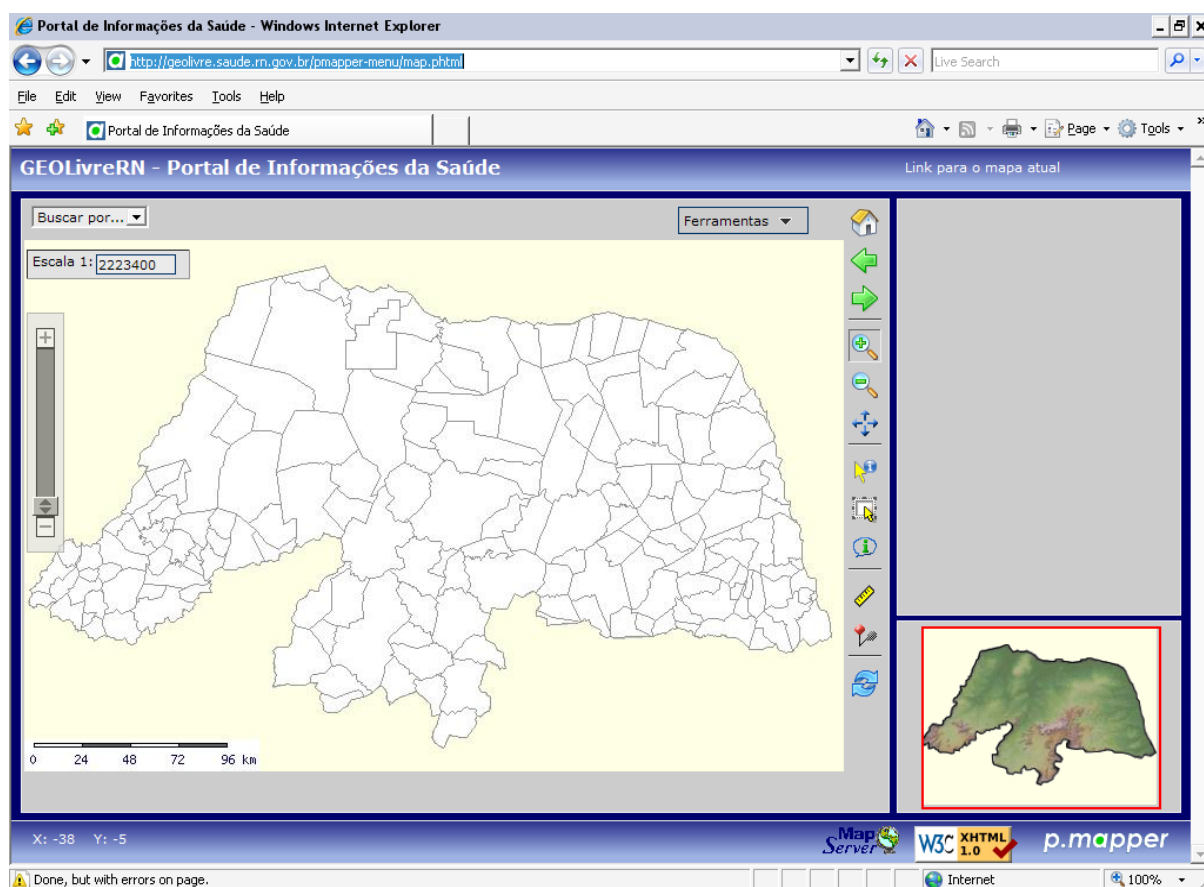 Portal de Informações da Saúde - Windows Internet Explorer
http://geolivre.saude.rn.gov.br/pmapper-menu/map.phtml
Live Search
File Edit View Favorites Tools Help
Portal de Informações da Saúde
Page Tools »
GEOLivreRN - Portal de Informações da Saúde
Link para o mapa atual
Buscar por...
Ferramentas
Escala 1: 2223400
0 24 48 72 96 km
X: -38 Y: -5
Map Server
W3C XHTML 1.0
p.mapper
Done, but with errors on page.
Internet
100%